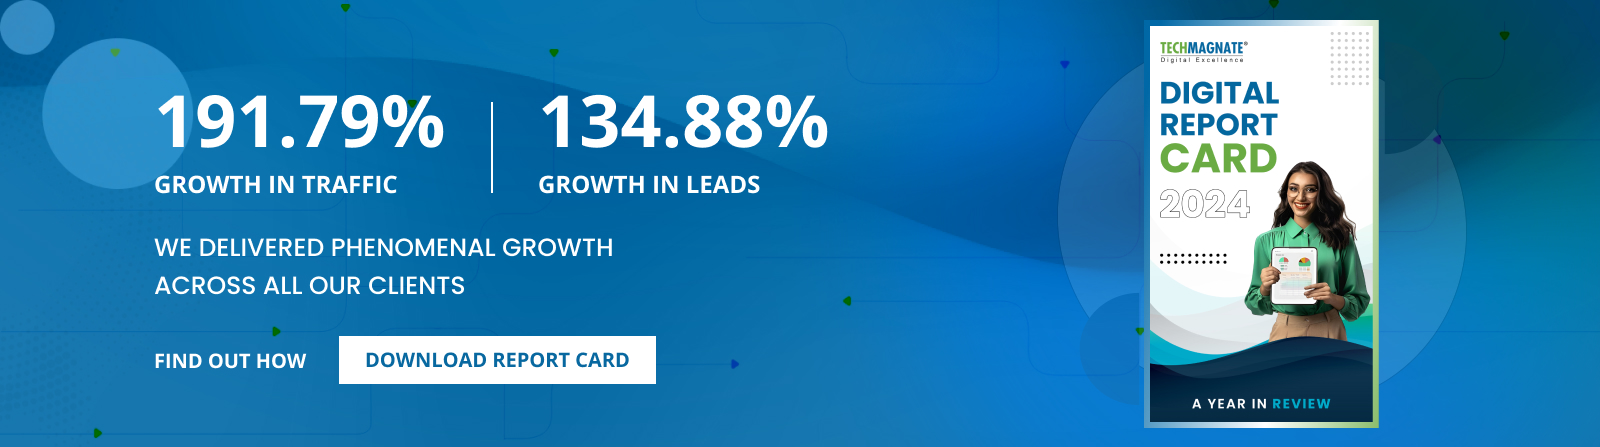 191.79%
GROWTH IN TRAFFIC
134.88%
GROWTH IN LEADS
WE DELIVERED PHENOMENAL GROWTH
ACROSS ALL OUR CLIENTS
FIND OUT HOW
DOWNLOAD REPORT CARD
TECHMAGNATE®
Digital Excellence
DIGITAL
REPORT
CARD
2024
A YEAR IN REVIEW